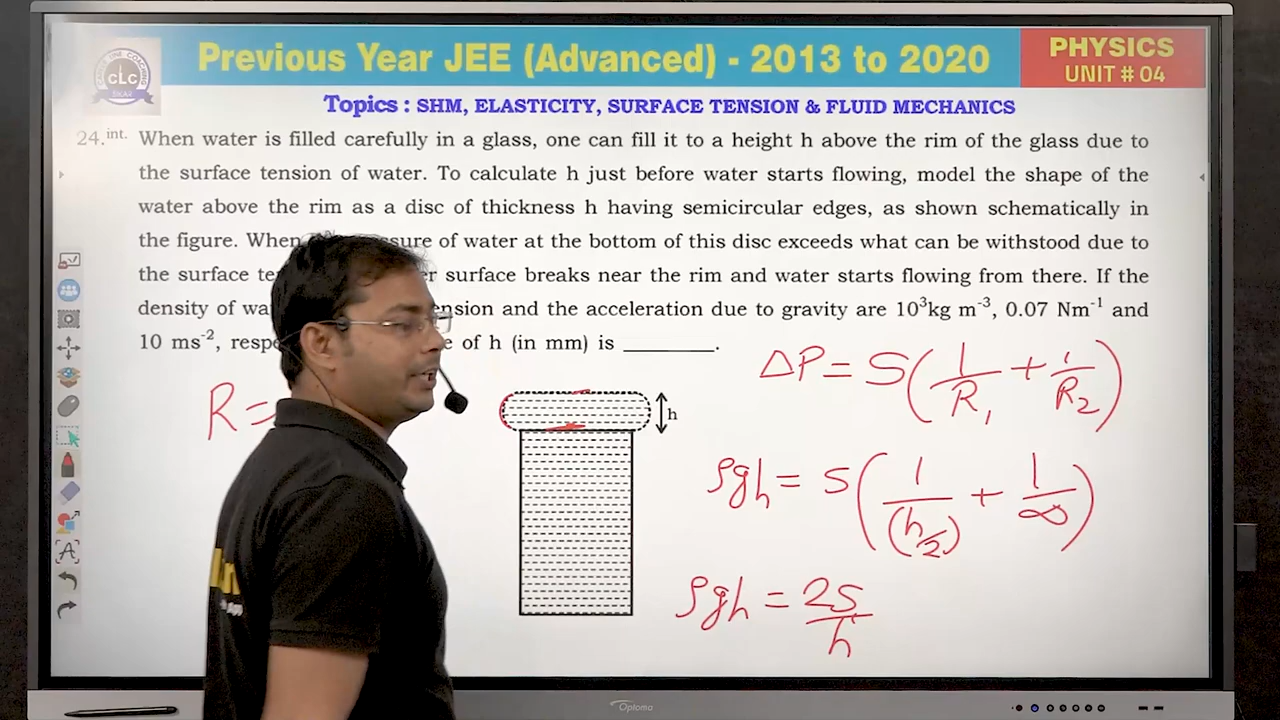 Previous Year JEE (Advanced) - 2013 to 2020
PHYSICS
UNIT # 04
CLC
Topics : SHM, ELASTICITY, SURFACE TENSION & FLUID MECHANICS
24.int. When water is filled carefully in a glass, one can fill it to a height h above the rim of the glass due to
the surface tension of water. To calculate h just before water starts flowing, model the shape of the
water above the rim as a disc of thickness h having semicircular edges, as shown schematically in
the figure. When of water at the bottom of this disc exceeds what can be withstood due to
the surface surface breaks near the rim and water starts flowing from there. If the
density of and the acceleration due to gravity are 10³kg m⁻³, 0.07 Nm⁻¹ and
10 ms⁻², of h (in mm) is ________.
R =
h
ΔP = S(1/R₁ + 1/R₂)
ρgh = S(1/(h/2) + 1/∞)
ρgh = 2S/h
Optoma